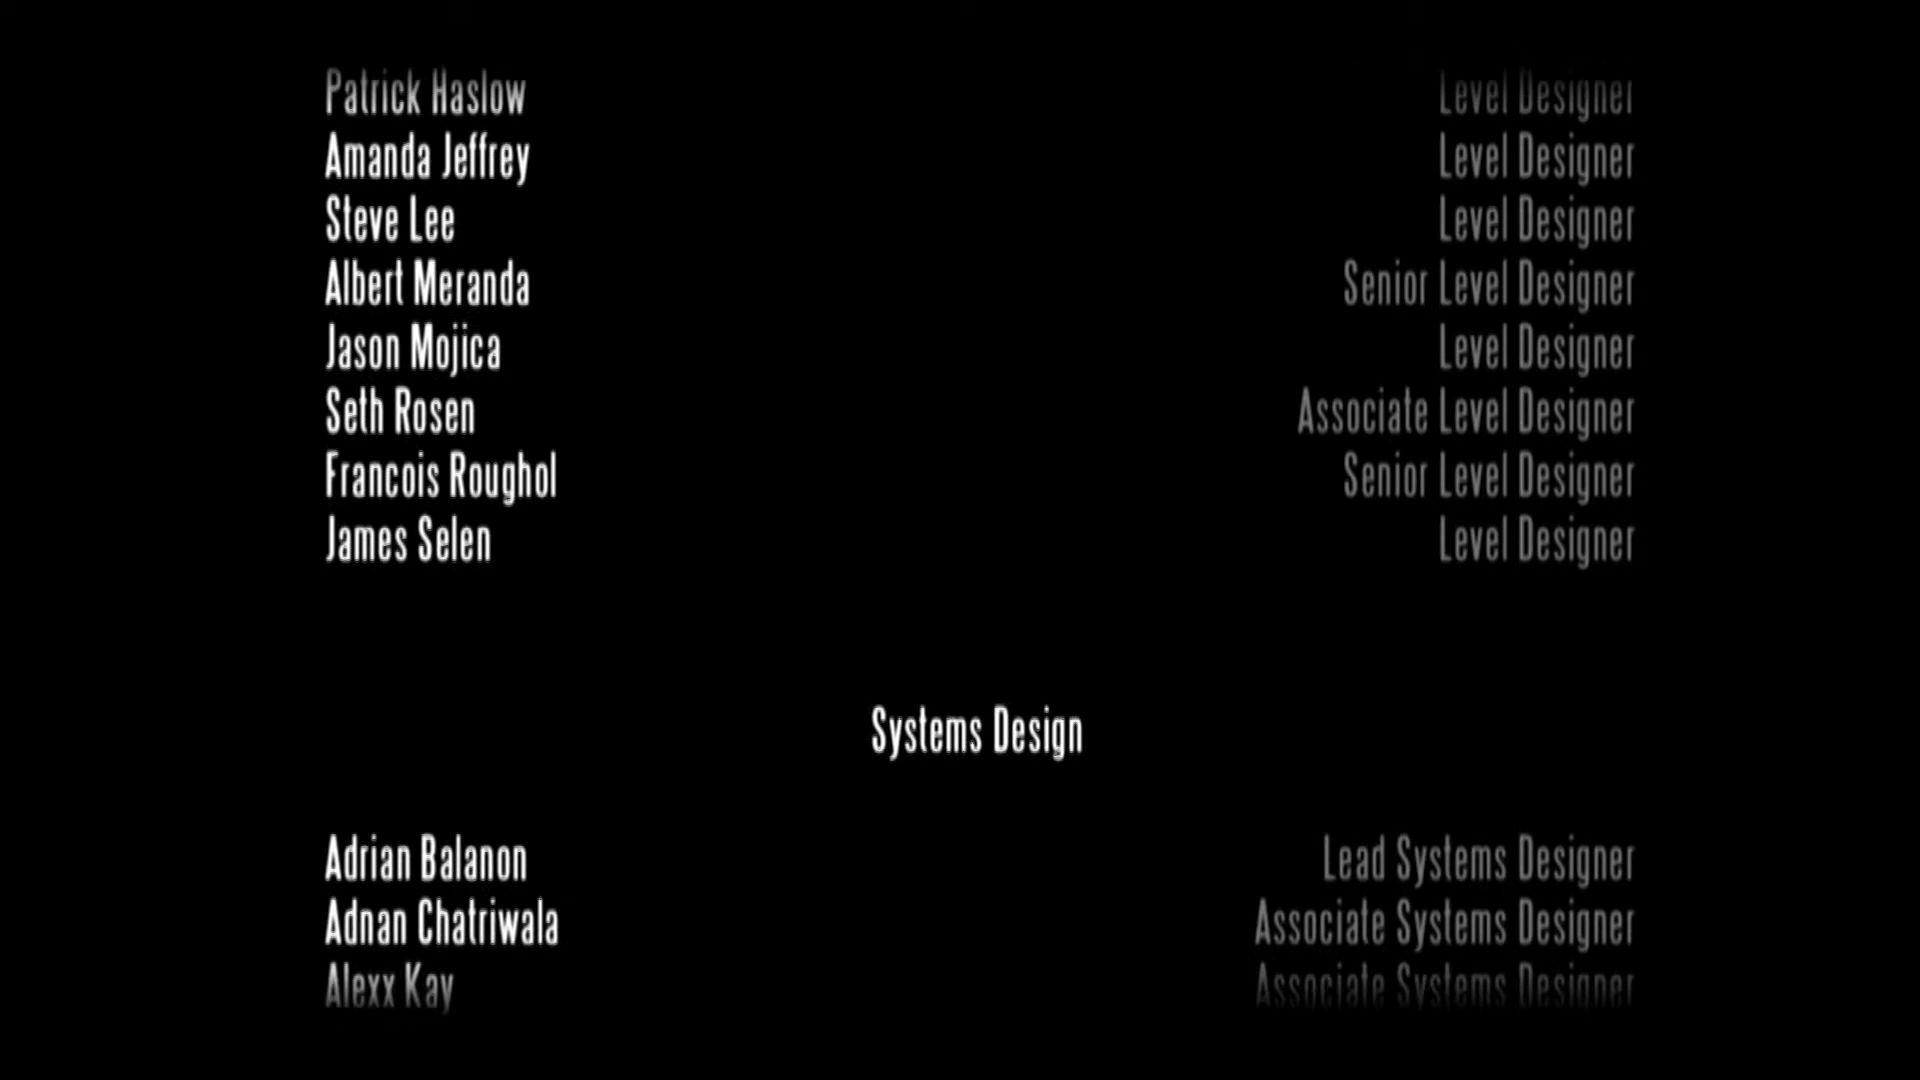 Patrick Haslow Level Designer
Amanda Jeffrey Level Designer
Steve Lee Level Designer
Albert Meranda Senior Level Designer
Jason Mojica Level Designer
Seth Rosen Associate Level Designer
Francois Roughol Senior Level Designer
James Selen Level Designer
Systems Design
Adrian Balanon Lead Systems Designer
Adnan Chatriwala Associate Systems Designer
Alexx Kay Associate Systems Designer